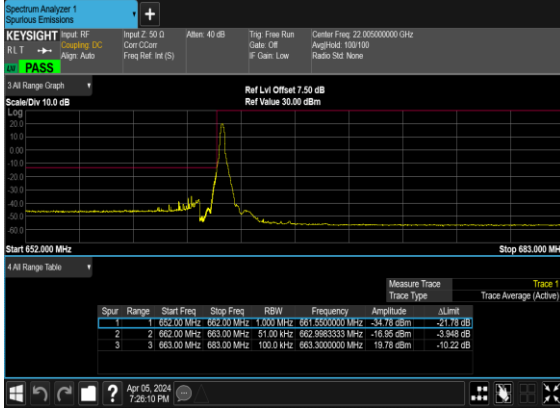 Spectrum Analyzer 1
Spurious Emissions
+
KEYSIGHT Input: RF Input Z: 50 Ω Atten: 40 dB Trig: Free Run Center Freq: 22.005000000 GHz
RLT Coupling: DC Corr CCorr Gate: Off Avg|Hold: 100/100
Align: Auto Freq Ref: Int (S) IF Gain: Low Radio Std: None
LXI PASS
3 All Range Graph
Ref Lvl Offset 7.50 dB
Scale/Div 10.0 dB Ref Value 30.00 dBm
Log
20.0
10.0
0.00
-10.0
-20.0
-30.0
-40.0
-50.0
-60.0
Start 652.000 MHz Stop 683.000 MH
4 All Range Table
Measure Trace Trace 1
Trace Type Trace Average (Active)
Spur Range Start Freq Stop Freq RBW Frequency Amplitude ΔLimit
1 1 652.00 MHz 662.00 MHz 1.000 MHz 661.5500000 MHz -34.78 dBm -21.78 dB
2 2 662.00 MHz 663.00 MHz 51.00 kHz 662.9983333 MHz -16.95 dBm -3.948 dB
3 3 663.00 MHz 683.00 MHz 100.0 kHz 663.3000000 MHz 19.78 dBm -10.22 dB
? Apr 05, 2024
7:26:10 PM